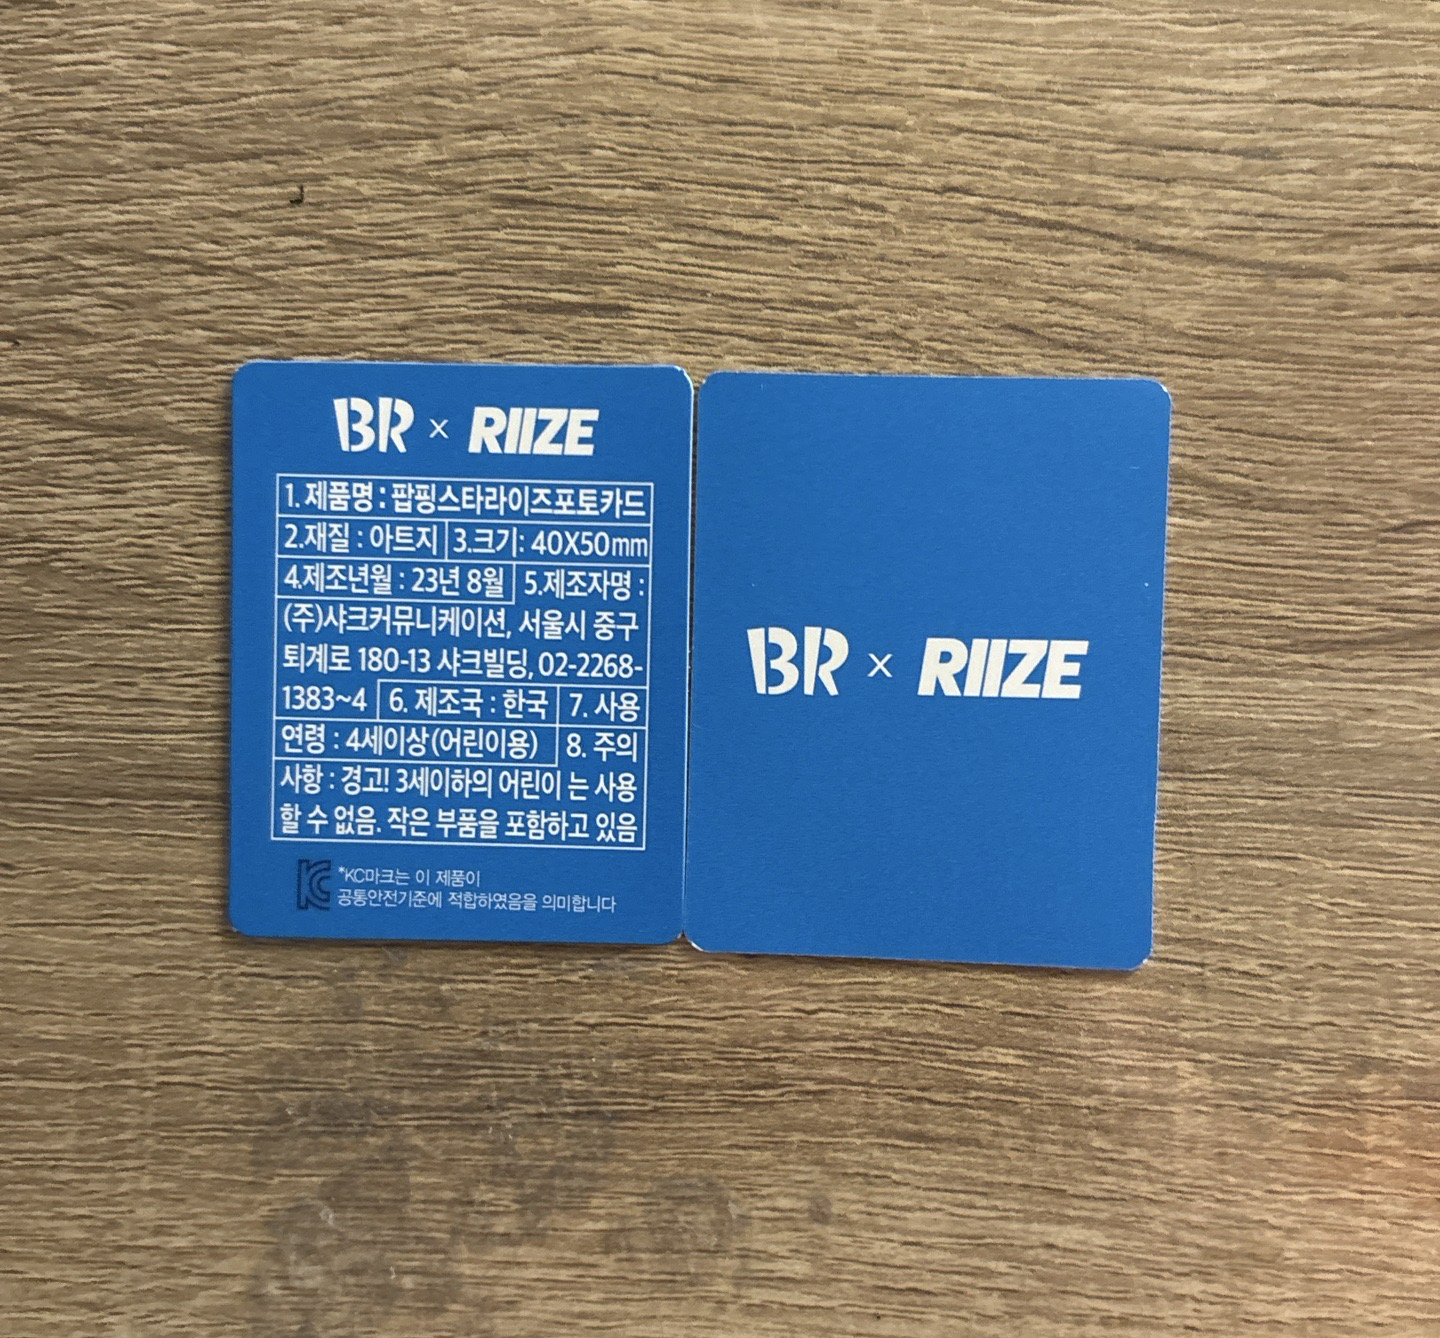 BR × RIIZE
1. 제품명 : 팝핑스타라이즈포토카드
2.재질 : 아트지 3.크기: 40X50mm
4.제조년월 : 23년 8월 5.제조자명 :
(주)샤크커뮤니케이션, 서울시 중구
퇴계로 180-13 샤크빌딩, 02-2268-
1383~4 6. 제조국 : 한국 7. 사용
연령 : 4세이상(어린이용) 8. 주의
사항 : 경고! 3세이하의 어린이 는 사용
할 수 없음. 작은 부품을 포함하고 있음
KC *KC마크는 이 제품이
공통안전기준에 적합하였음을 의미합니다
BR × RIIZE